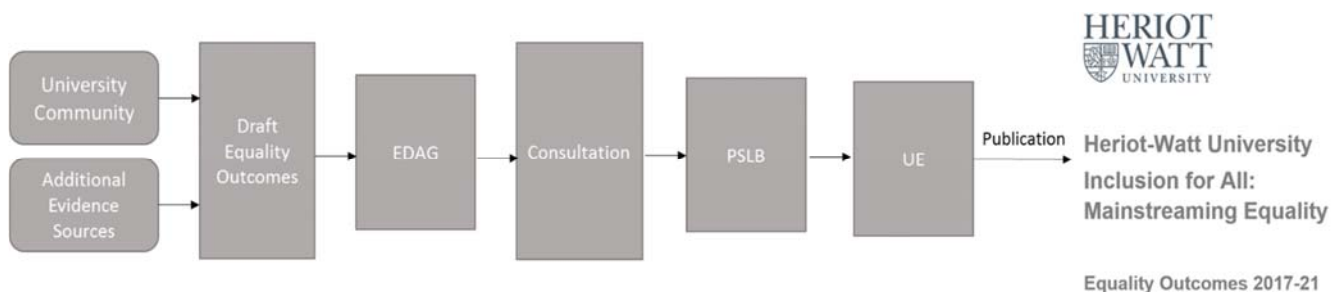 University
Community
Additional
Evidence
Sources
Draft
Equality
Outcomes
EDAG
Consultation
PSLB
UE
Publication
HERIOT
WATT
UNIVERSITY
Heriot-Watt University
Inclusion for All:
Mainstreaming Equality
Equality Outcomes 2017-21